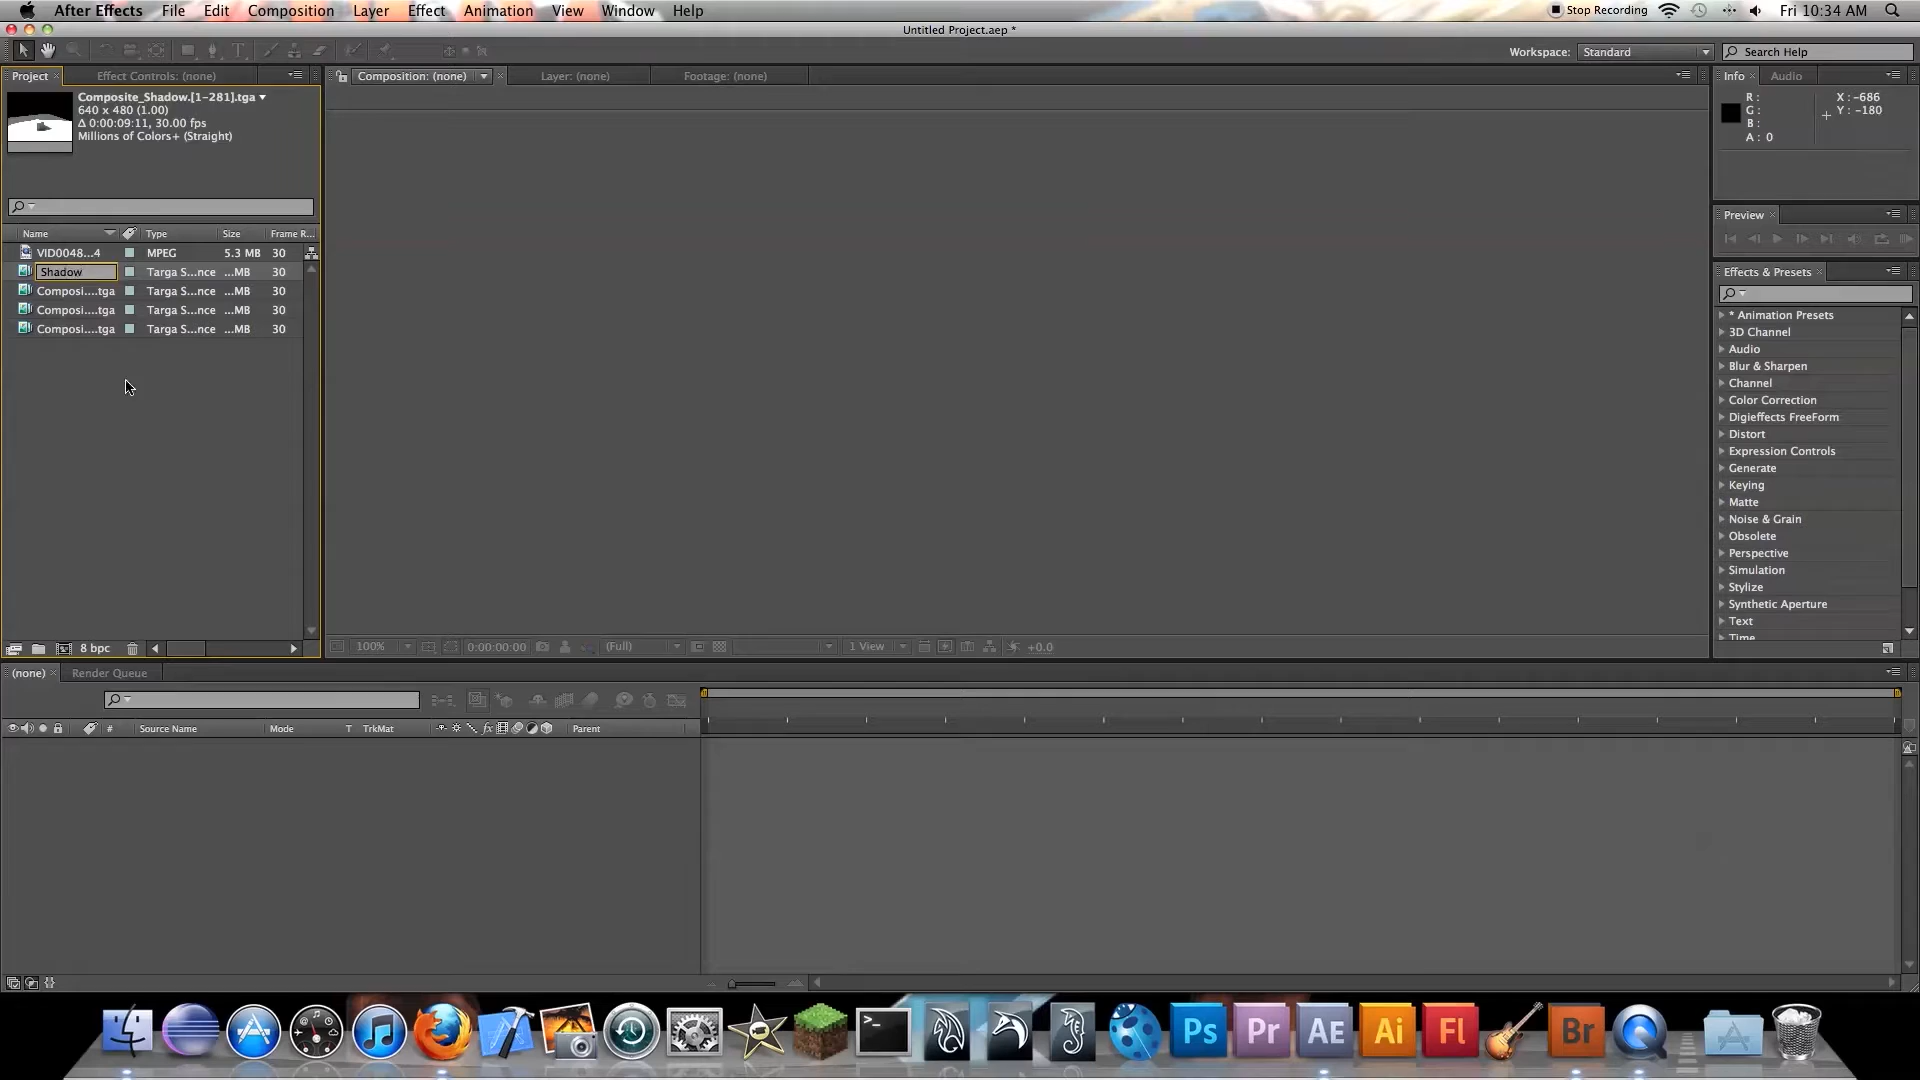 After Effects File Edit Composition Layer Effect Animation View Window Help Stop Recording Fri 10:34 AM
Untitled Project.aep *
Workspace: Standard Search Help
Project Effect Controls: (none) Composition: (none) Layer: (none) Footage: (none) Info Audio
Composite_Shadow.[1-281].tga
640 x 480 (1.00)
Δ 0:00:09:11, 30.00 fps
Millions of Colors+ (Straight)
R : X : -686
G : Y : -180
B :
A : 0
Preview
Name Type Size Frame R...
VID0048...4 MPEG 5.3 MB 30
Shadow Targa S...nce ...MB 30
Composi....tga Targa S...nce ...MB 30
Composi....tga Targa S...nce ...MB 30
Composi....tga Targa S...nce ...MB 30
Effects & Presets
* Animation Presets
3D Channel
Audio
Blur & Sharpen
Channel
Color Correction
Digieffects FreeForm
Distort
Expression Controls
Generate
Keying
Matte
Noise & Grain
Obsolete
Perspective
Simulation
Stylize
Synthetic Aperture
Text
Time
8 bpc 100% 0:00:00:00 (Full) 1 View +0.0
(none) Render Queue
# Source Name Mode T TrkMat fx Parent
Ps Pr AE Ai Fl Br